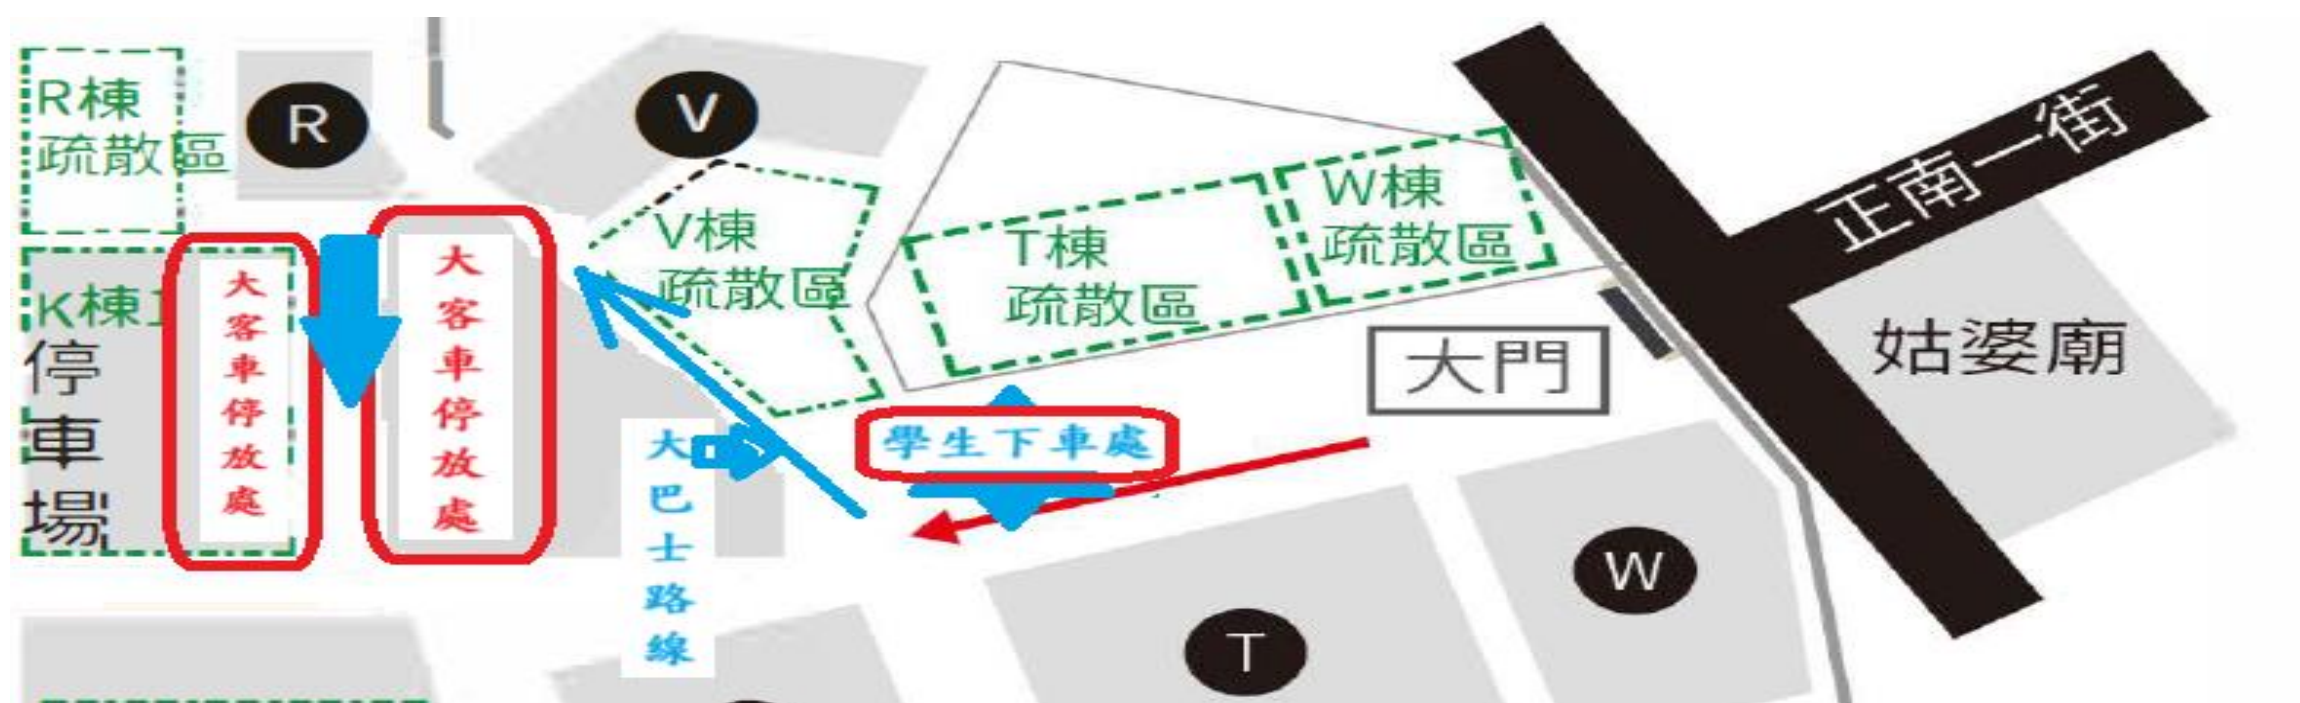 R棟
疏散區
R
V
正南一街
V棟
疏散區
T棟
疏散區
W棟
疏散區
K棟
停車場
大客車停放處
大客車停放處
大巴士路線
學生下車處
大門
姑婆廟
W
T